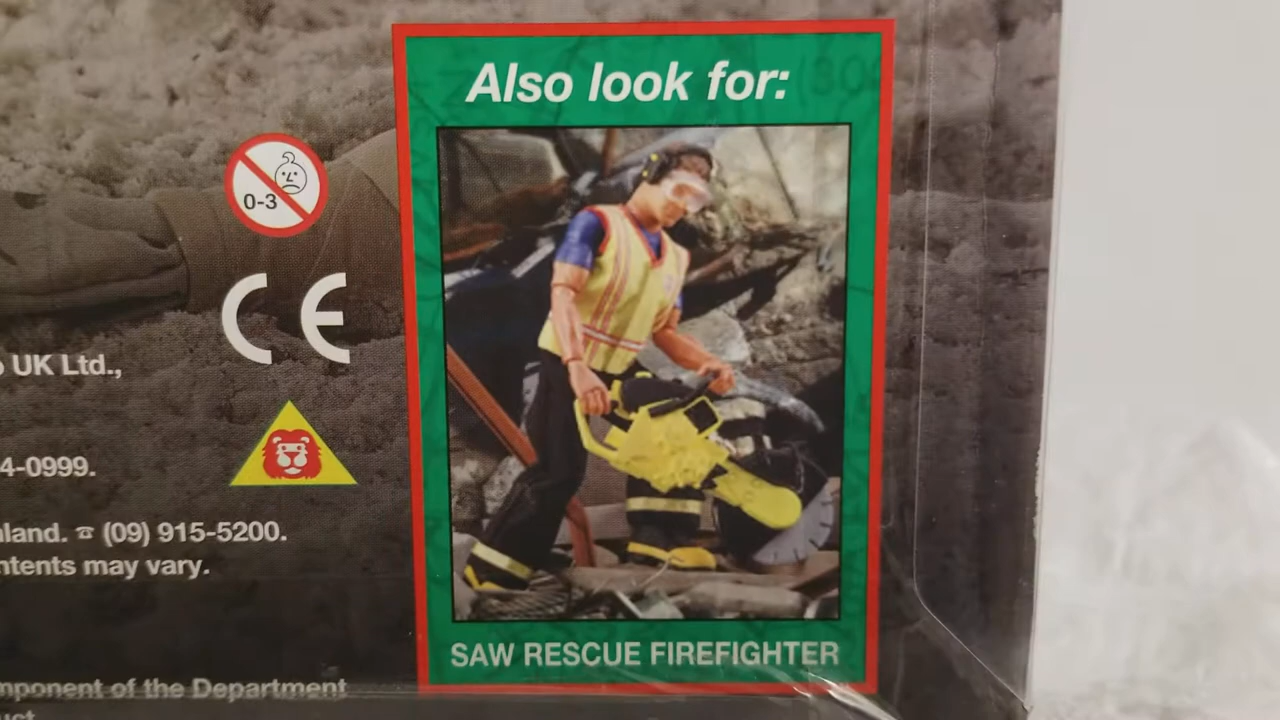 Also look for:
0-3
CE
UK Ltd.,
4-0999.
land. ☎ (09) 915-5200.
ntents may vary.
SAW RESCUE FIREFIGHTER
mponent of the Department